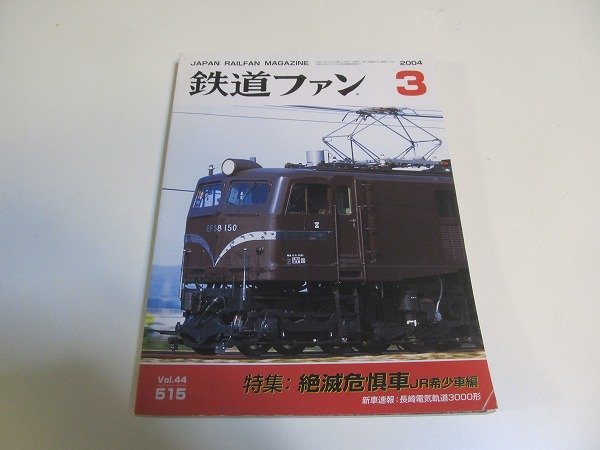 JAPAN RAILFAN MAGAZINE
2004
鉄道ファン
3
EF58 150
Vol.44
515
特集：絶滅危惧車JR希少車編
新車速報：長崎電気軌道3000形